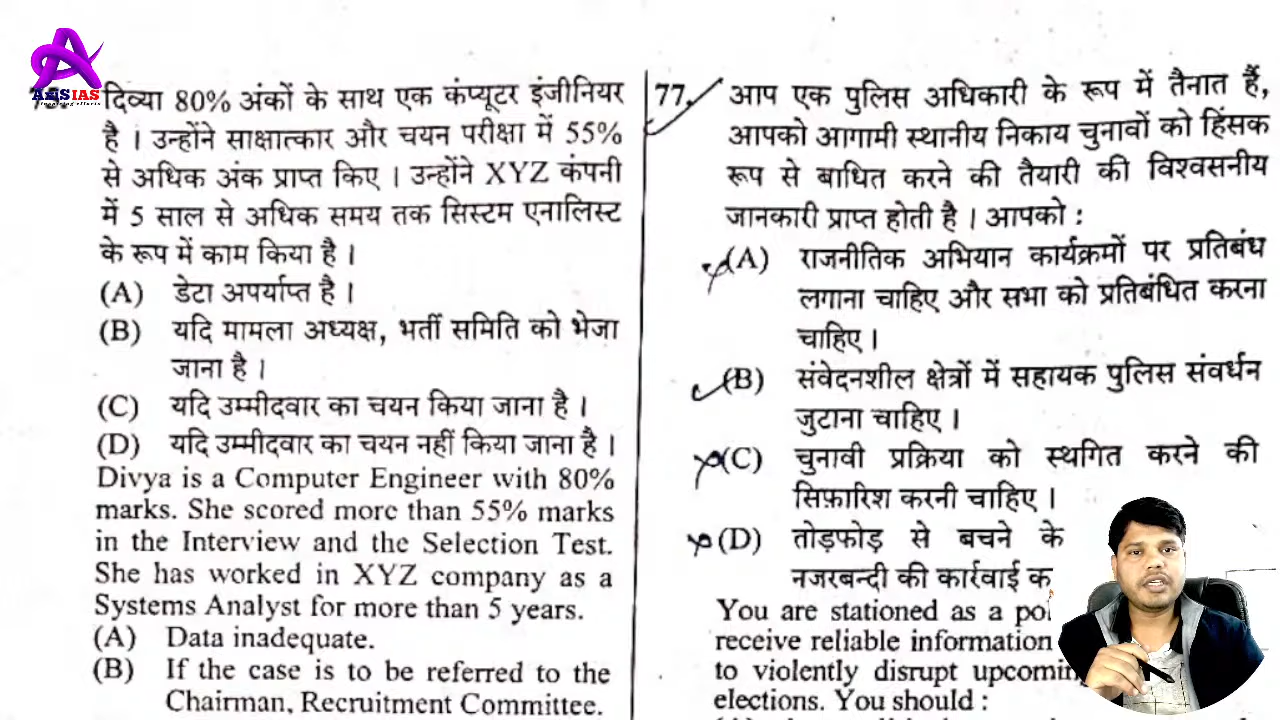 A4S IAS
दिव्या 80% अंकों के साथ एक कंप्यूटर इंजीनियर
है । उन्होंने साक्षात्कार और चयन परीक्षा में 55%
से अधिक अंक प्राप्त किए । उन्होंने XYZ कंपनी
में 5 साल से अधिक समय तक सिस्टम एनालिस्ट
के रूप में काम किया है ।
(A) डेटा अपर्याप्त है ।
(B) यदि मामला अध्यक्ष, भर्ती समिति को भेजा
जाना है ।
(C) यदि उम्मीदवार का चयन किया जाना है ।
(D) यदि उम्मीदवार का चयन नहीं किया जाना है ।
Divya is a Computer Engineer with 80%
marks. She scored more than 55% marks
in the Interview and the Selection Test.
She has worked in XYZ company as a
Systems Analyst for more than 5 years.
(A) Data inadequate.
(B) If the case is to be referred to the
Chairman, Recruitment Committee.
77. आप एक पुलिस अधिकारी के रूप में तैनात हैं,
आपको आगामी स्थानीय निकाय चुनावों को हिंसक
रूप से बाधित करने की तैयारी की विश्वसनीय
जानकारी प्राप्त होती है । आपको :
(A) राजनीतिक अभियान कार्यक्रमों पर प्रतिबंध
लगाना चाहिए और सभा को प्रतिबंधित करना
चाहिए ।
(B) संवेदनशील क्षेत्रों में सहायक पुलिस संवर्धन
जुटाना चाहिए ।
(C) चुनावी प्रक्रिया को स्थगित करने की
सिफ़ारिश करनी चाहिए ।
(D) तोड़फोड़ से बचने के
नजरबन्दी की कार्रवाई क
You are stationed as a po
receive reliable information
to violently disrupt upcoming
elections. You should :